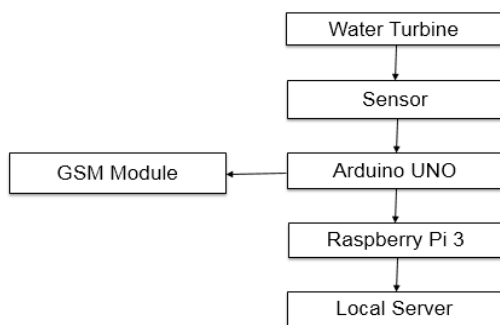 Water Turbine
Sensor
GSM Module
Arduino UNO
Raspberry Pi 3
Local Server